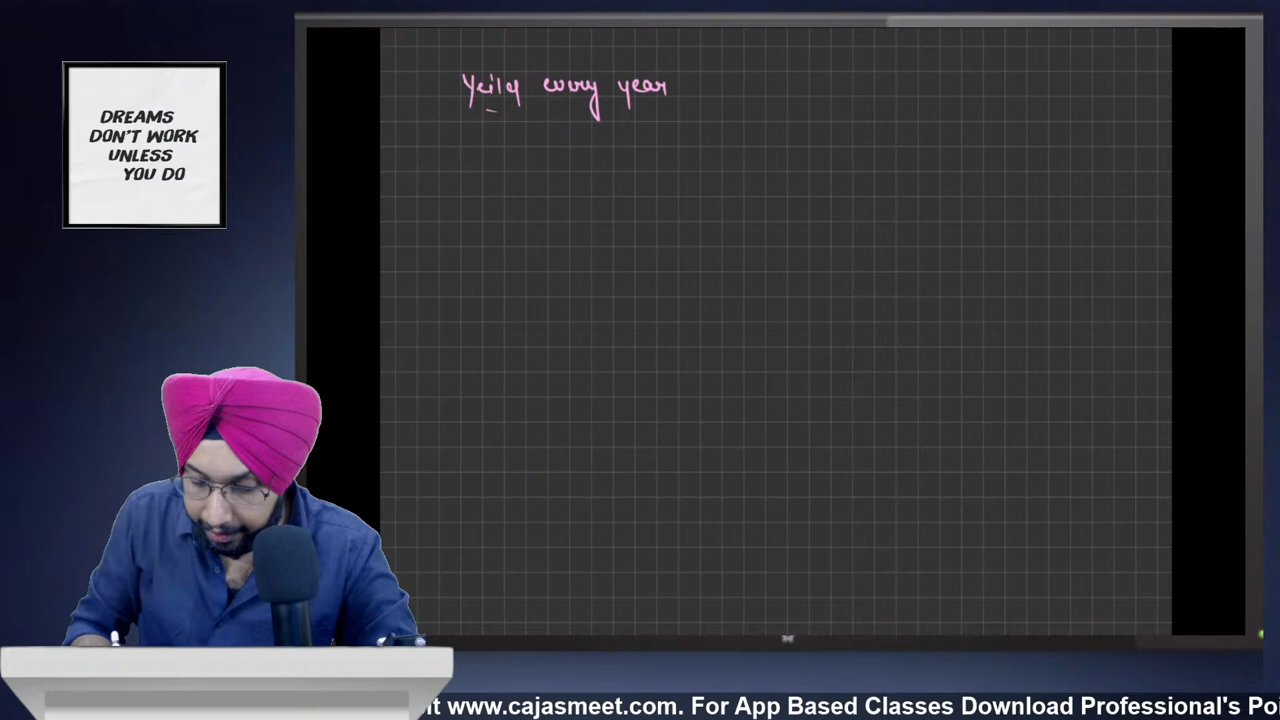 DREAMS
DON'T WORK
UNLESS
YOU DO
Yeild every year
it www.cajasmeet.com. For App Based Classes Download Professional's Po